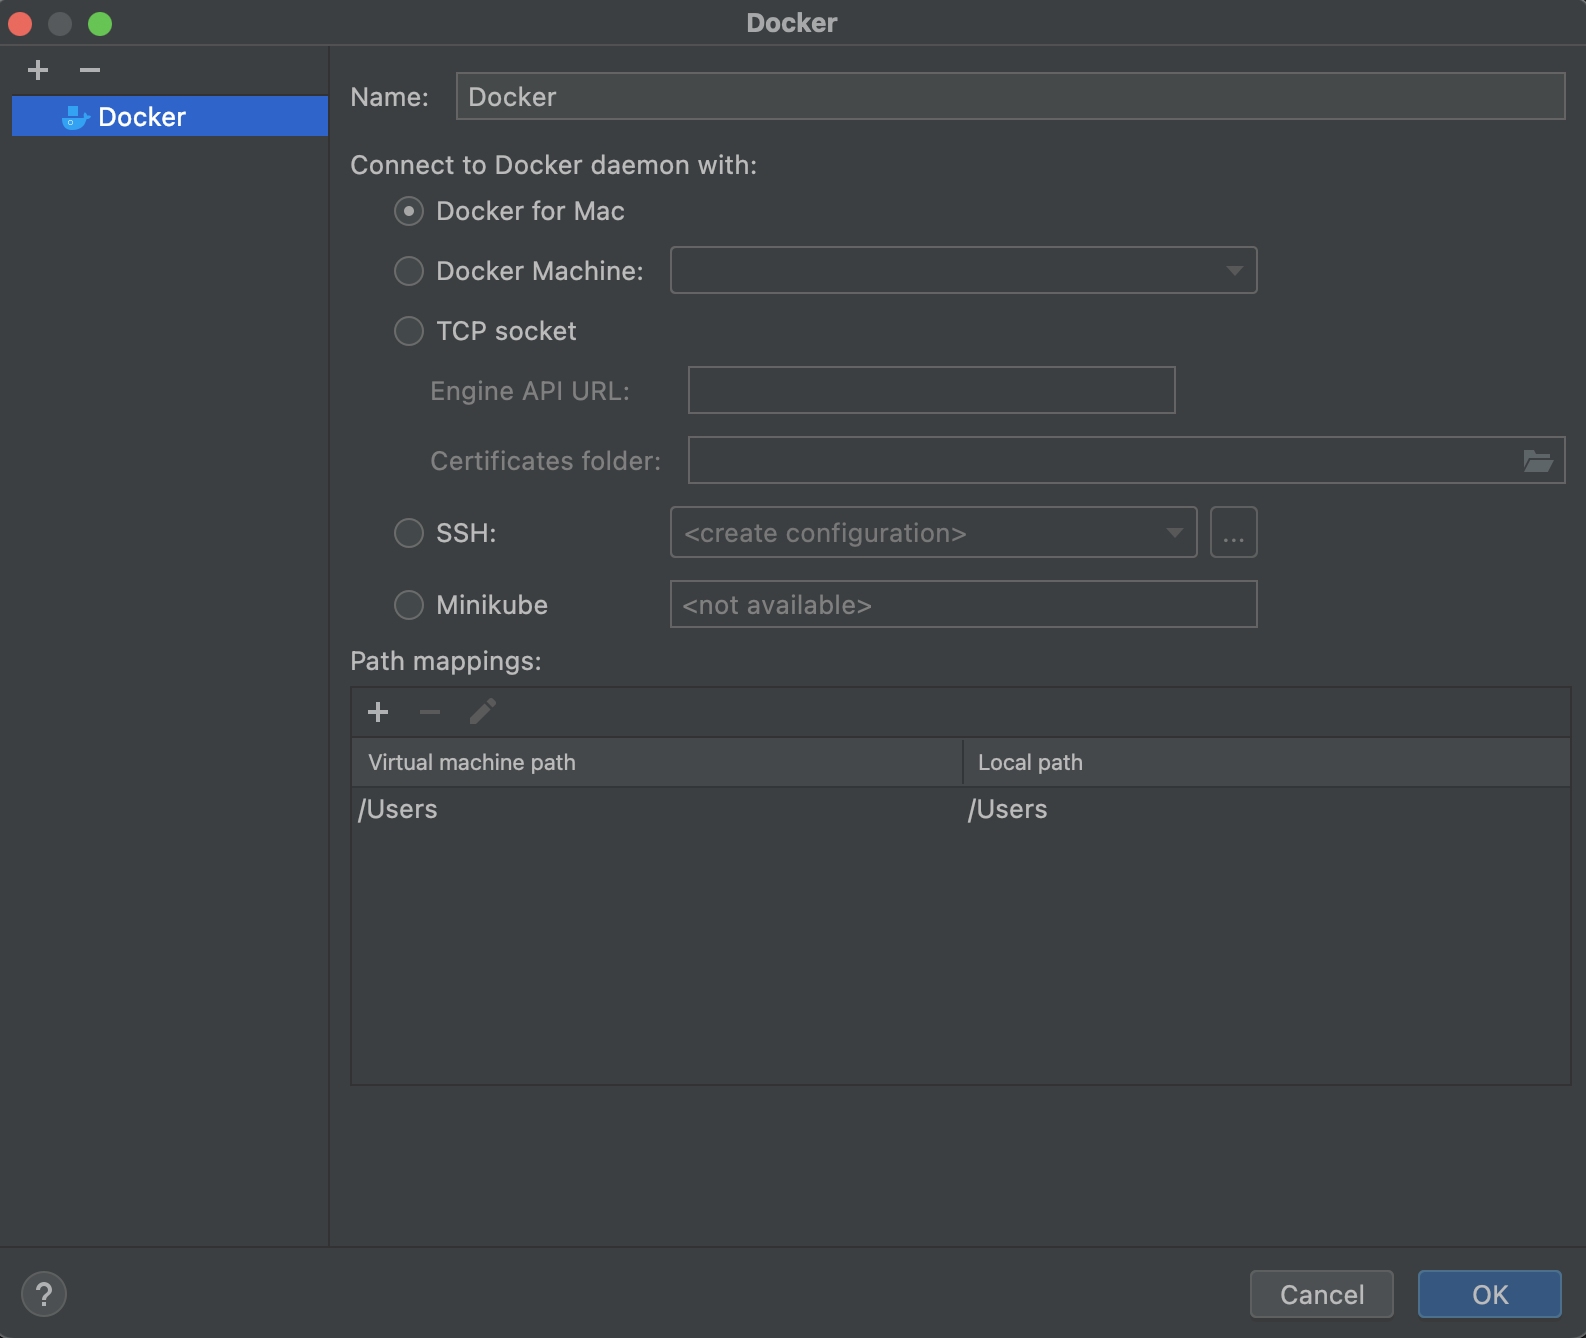 Docker
Docker
Name: Docker
Connect to Docker daemon with:
Docker for Mac
Docker Machine:
TCP socket
Engine API URL:
Certificates folder:
SSH: <create configuration> ...
Minikube <not available>
Path mappings:
Virtual machine path Local path
/Users /Users
? Cancel OK